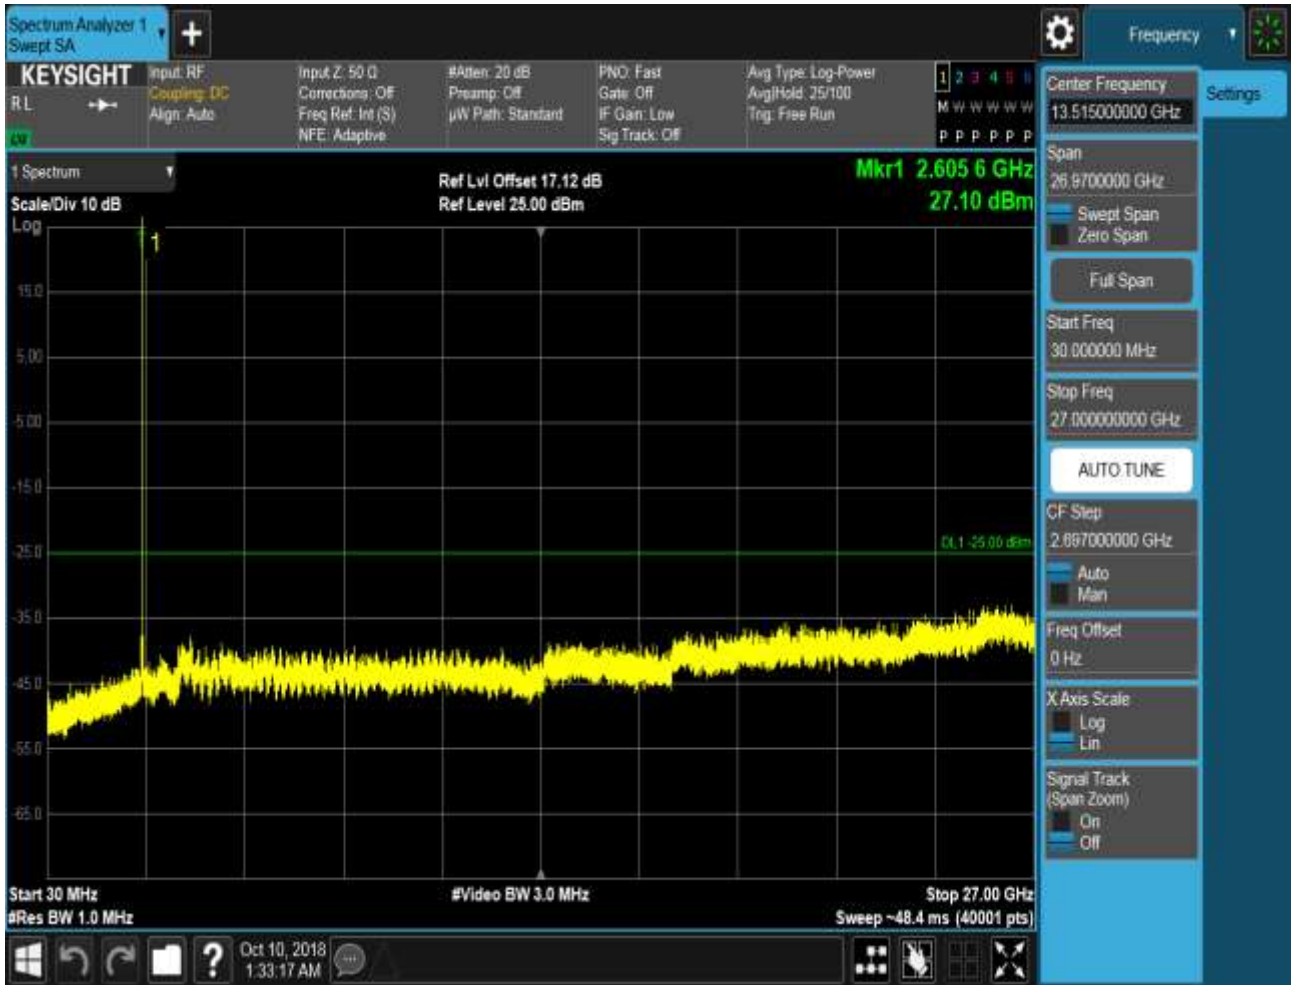 Spectrum Analyzer 1
Swept SA
Frequency
KEYSIGHT
RL
Input: RF
Coupling: DC
Align: Auto
Input Z: 50 Ω
Corrections: Off
Freq Ref: Int (S)
NFE: Adaptive
#Atten: 20 dB
Preamp: Off
µW Path: Standard
PNO: Fast
Gate: Off
IF Gain: Low
Sig Track: Off
Avg Type: Log-Power
Avg|Hold: 25/100
Trig: Free Run
1 2 3 4 5 6
M W W W W W
P P P P P P
1 Spectrum
Scale/Div 10 dB
Log
Ref Lvl Offset 17.12 dB
Ref Level 25.00 dBm
Mkr1 2.605 6 GHz
27.10 dBm
1
15.0
5.00
-5.00
-15.0
-25.0
-35.0
-45.0
-55.0
-65.0
DL1 -25.00 dBm
Start 30 MHz
#Res BW 1.0 MHz
#Video BW 3.0 MHz
Stop 27.00 GHz
Sweep ~48.4 ms (40001 pts)
Center Frequency
13.515000000 GHz
Settings
Span
26.9700000 GHz
Swept Span
Zero Span
Full Span
Start Freq
30.000000 MHz
Stop Freq
27.000000000 GHz
AUTO TUNE
CF Step
2.697000000 GHz
Auto
Man
Freq Offset
0 Hz
X Axis Scale
Log
Lin
Signal Track
(Span Zoom)
On
Off
?
Oct 10, 2018
1:33:17 AM